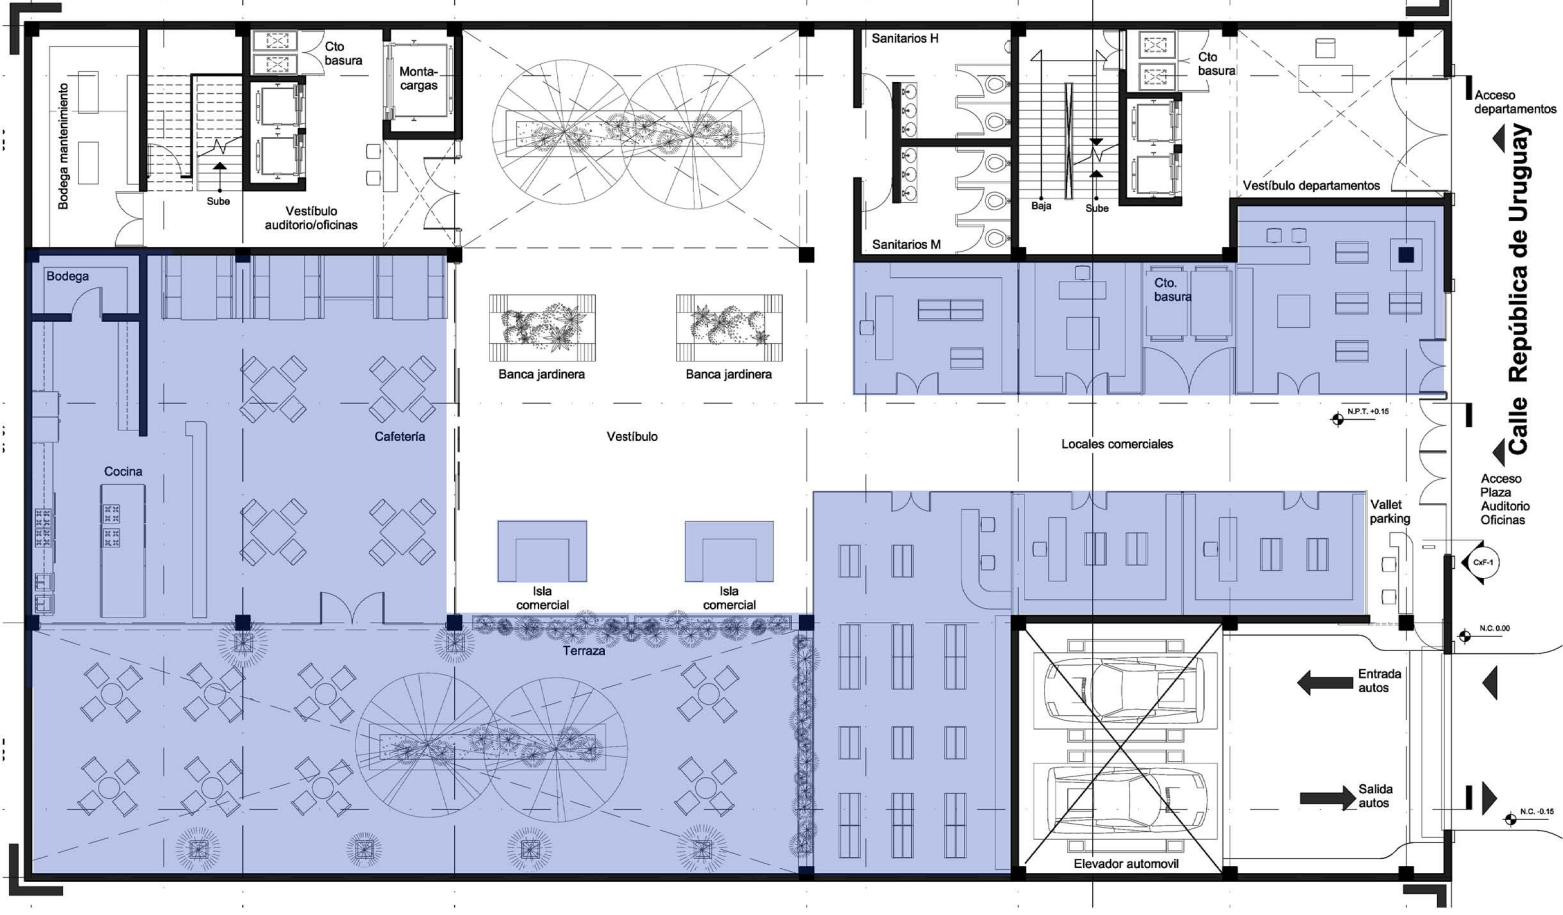 Cto
basura
Monta-
cargas
Bodega mantenimiento
Sube
Vestíbulo
auditorio/oficinas
Sanitarios H
Sanitarios M
Baja
Sube
Cto
basura
Vestíbulo departamentos
Acceso
departamentos
Calle República de Uruguay
Bodega
Cto.
basura
Banca jardinera
Banca jardinera
N.P.T. +0.15
Cafetería
Vestíbulo
Locales comerciales
Cocina
Acceso
Plaza
Auditorio
Oficinas
Vallet
parking
CxF-1
Isla
comercial
Isla
comercial
N.C. 0.00
Terraza
Entrada
autos
Salida
autos
N.C. -0.15
Elevador automovil